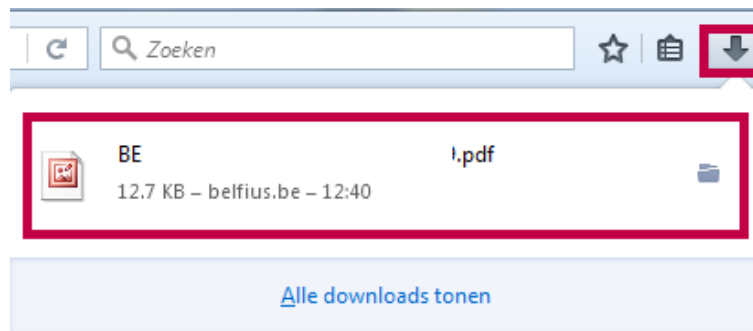 Zoeken
BE .pdf
12.7 KB – belfius.be – 12:40
Alle downloads tonen